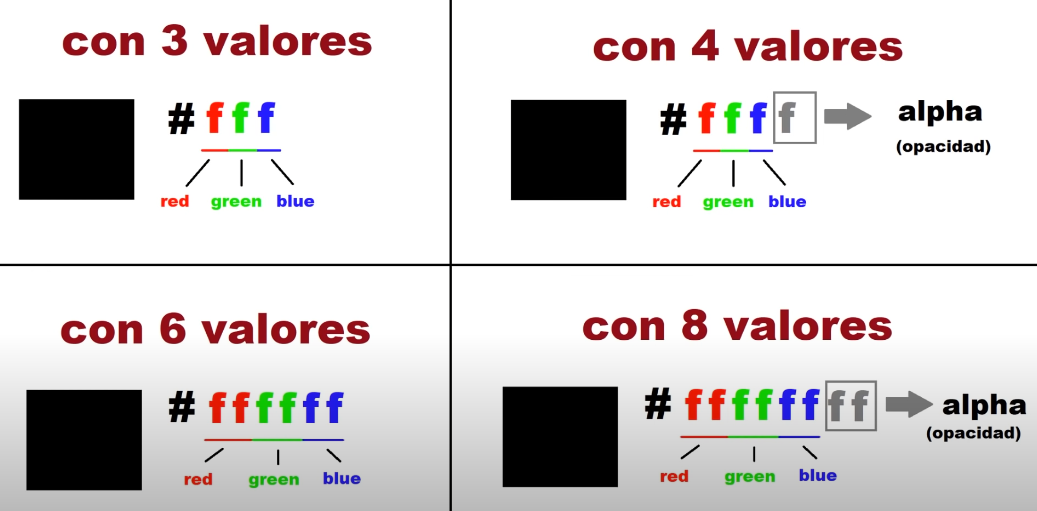 con 3 valores
# f f f
red green blue
con 4 valores
# f f f f alpha
(opacidad)
red green blue
con 6 valores
# f f f f f f
red green blue
con 8 valores
# f f f f f f f f alpha
(opacidad)
red green blue